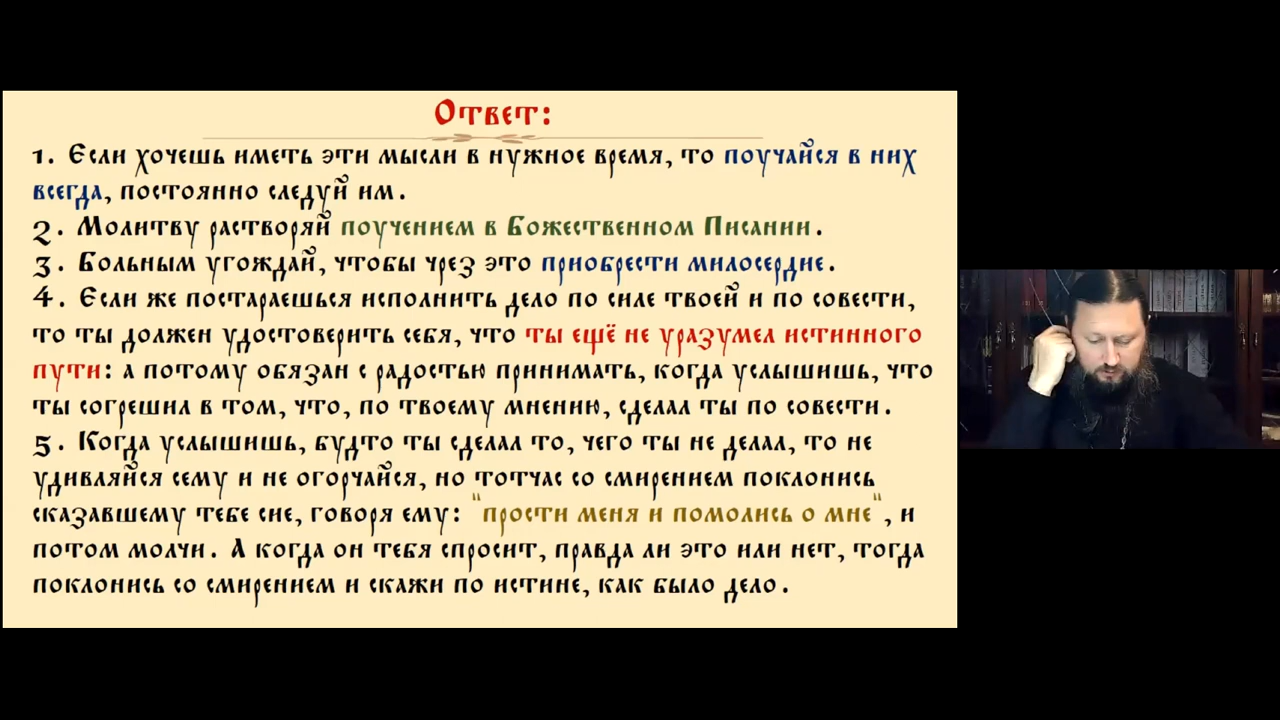 Ответ:
1. Если хочешь иметь эти мысли в нужное время, то поучайся в них
всегда, постоянно следуй им.
2. Молитву растворяй поучением в Божественном Писании.
3. Больным угождай, чтобы чрез это приобрести милосердие.
4. Если же постараешься исполнить дело по силе твоей и по совести,
то ты должен удостоверить себя, что ты ещё не уразумел истинного
пути: а потому обязан с радостью принимать, когда услышишь, что
ты согрешил в том, что, по твоему мнению, сделал ты по совести.
5. Когда услышишь, будто ты сделал то, чего ты не делал, то не
удивляйся сему и не огорчайся, но тотчас со смирением поклонись
сказавшему тебе сие, говоря ему: "прости меня и помолись о мне", и
потом молчи. А когда он тебя спросит, правда ли это или нет, тогда
поклонись со смирением и скажи по истине, как было дело.